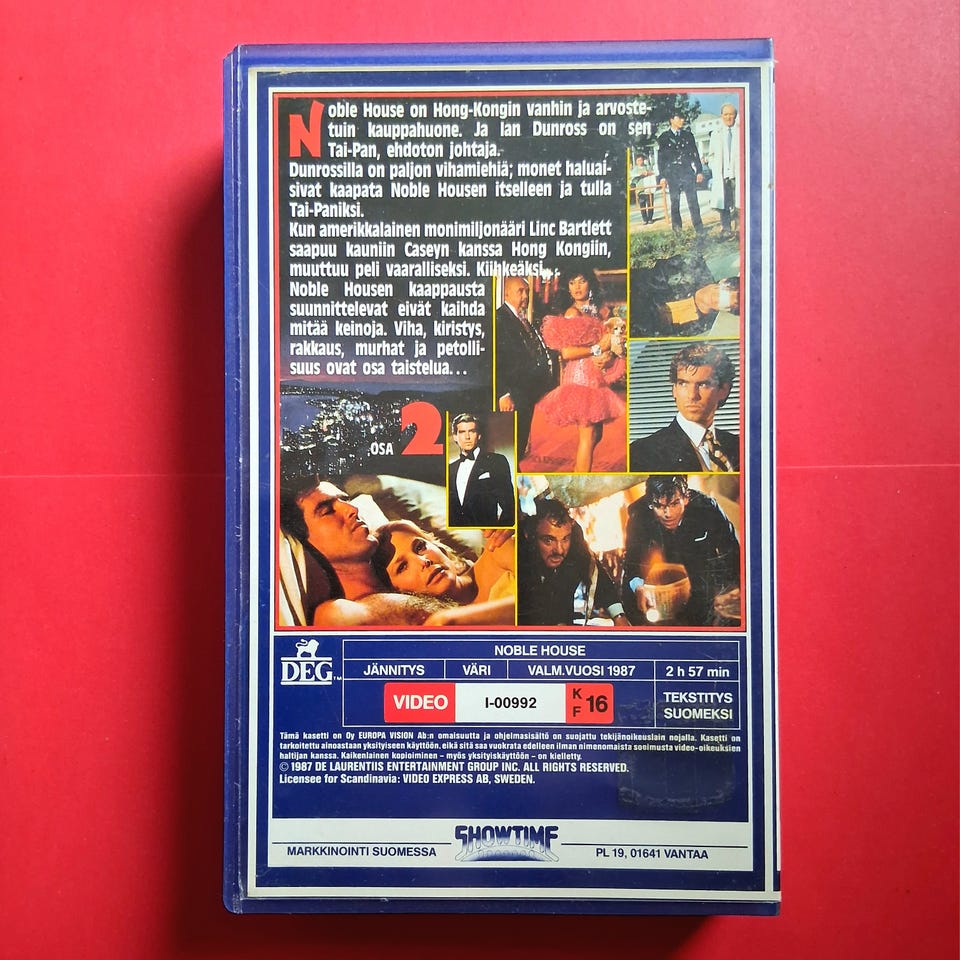 Noble House on Hong-Kongin vanhin ja arvoste-
tuin kauppahuone. Ja Ian Dunross on sen
Tai-Pan, ehdoton johtaja.
Dunrossilla on paljon vihamiehiä; monet haluai-
sivat kaapata Noble Housen itselleen ja tulla
Tai-Paniksi.
Kun amerikkalainen monimiljonääri Linc Bartlett
saapuu kauniin Caseyn kanssa Hong Kongiin,
muuttuu peli vaaralliseksi. Kiihkeäksi...
Noble Housen kaappausta
suunnittelevat eivät kaihda
mitää keinoja. Viha, kiristys,
rakkaus, murhat ja petolli-
suus ovat osa taistelua...
OSA 2
DEG™
NOBLE HOUSE
JÄNNITYS VÄRI VALM.VUOSI 1987 2 h 57 min
VIDEO I-00992 K F 16
TEKSTITYS
SUOMEKSI
Tämä kasetti on Oy EUROPA VISION Ab:n omaisuutta ja ohjelmasisältö on suojattu tekijänoikeuslain nojalla. Kasetti on
tarkoitettu ainoastaan yksityiseen käyttöön, eikä sitä saa vuokrata edelleen ilman nimenomaista sooimusta video-oikeuksien
haltijan kanssa. Kaikenlainen kopioiminen – myös yksityiskäyttöön – on kielletty.
© 1987 DE LAURENTIIS ENTERTAINMENT GROUP INC. ALL RIGHTS RESERVED.
Licensee for Scandinavia: VIDEO EXPRESS AB, SWEDEN.
MARKKINOINTI SUOMESSA SHOWTIME PL 19, 01641 VANTAA